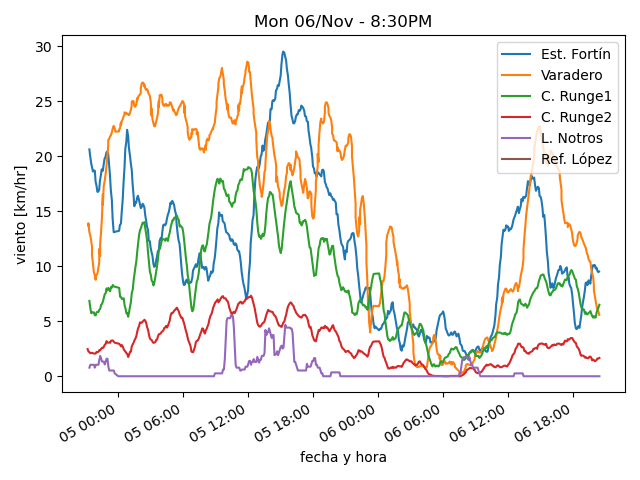 Mon 06/Nov - 8:30PM
viento [km/hr]
30
25
20
15
10
5
0
Est. Fortín
Varadero
C. Runge1
C. Runge2
L. Notros
Ref. López
05 00:00
05 06:00
05 12:00
05 18:00
06 00:00
06 06:00
06 12:00
06 18:00
fecha y hora